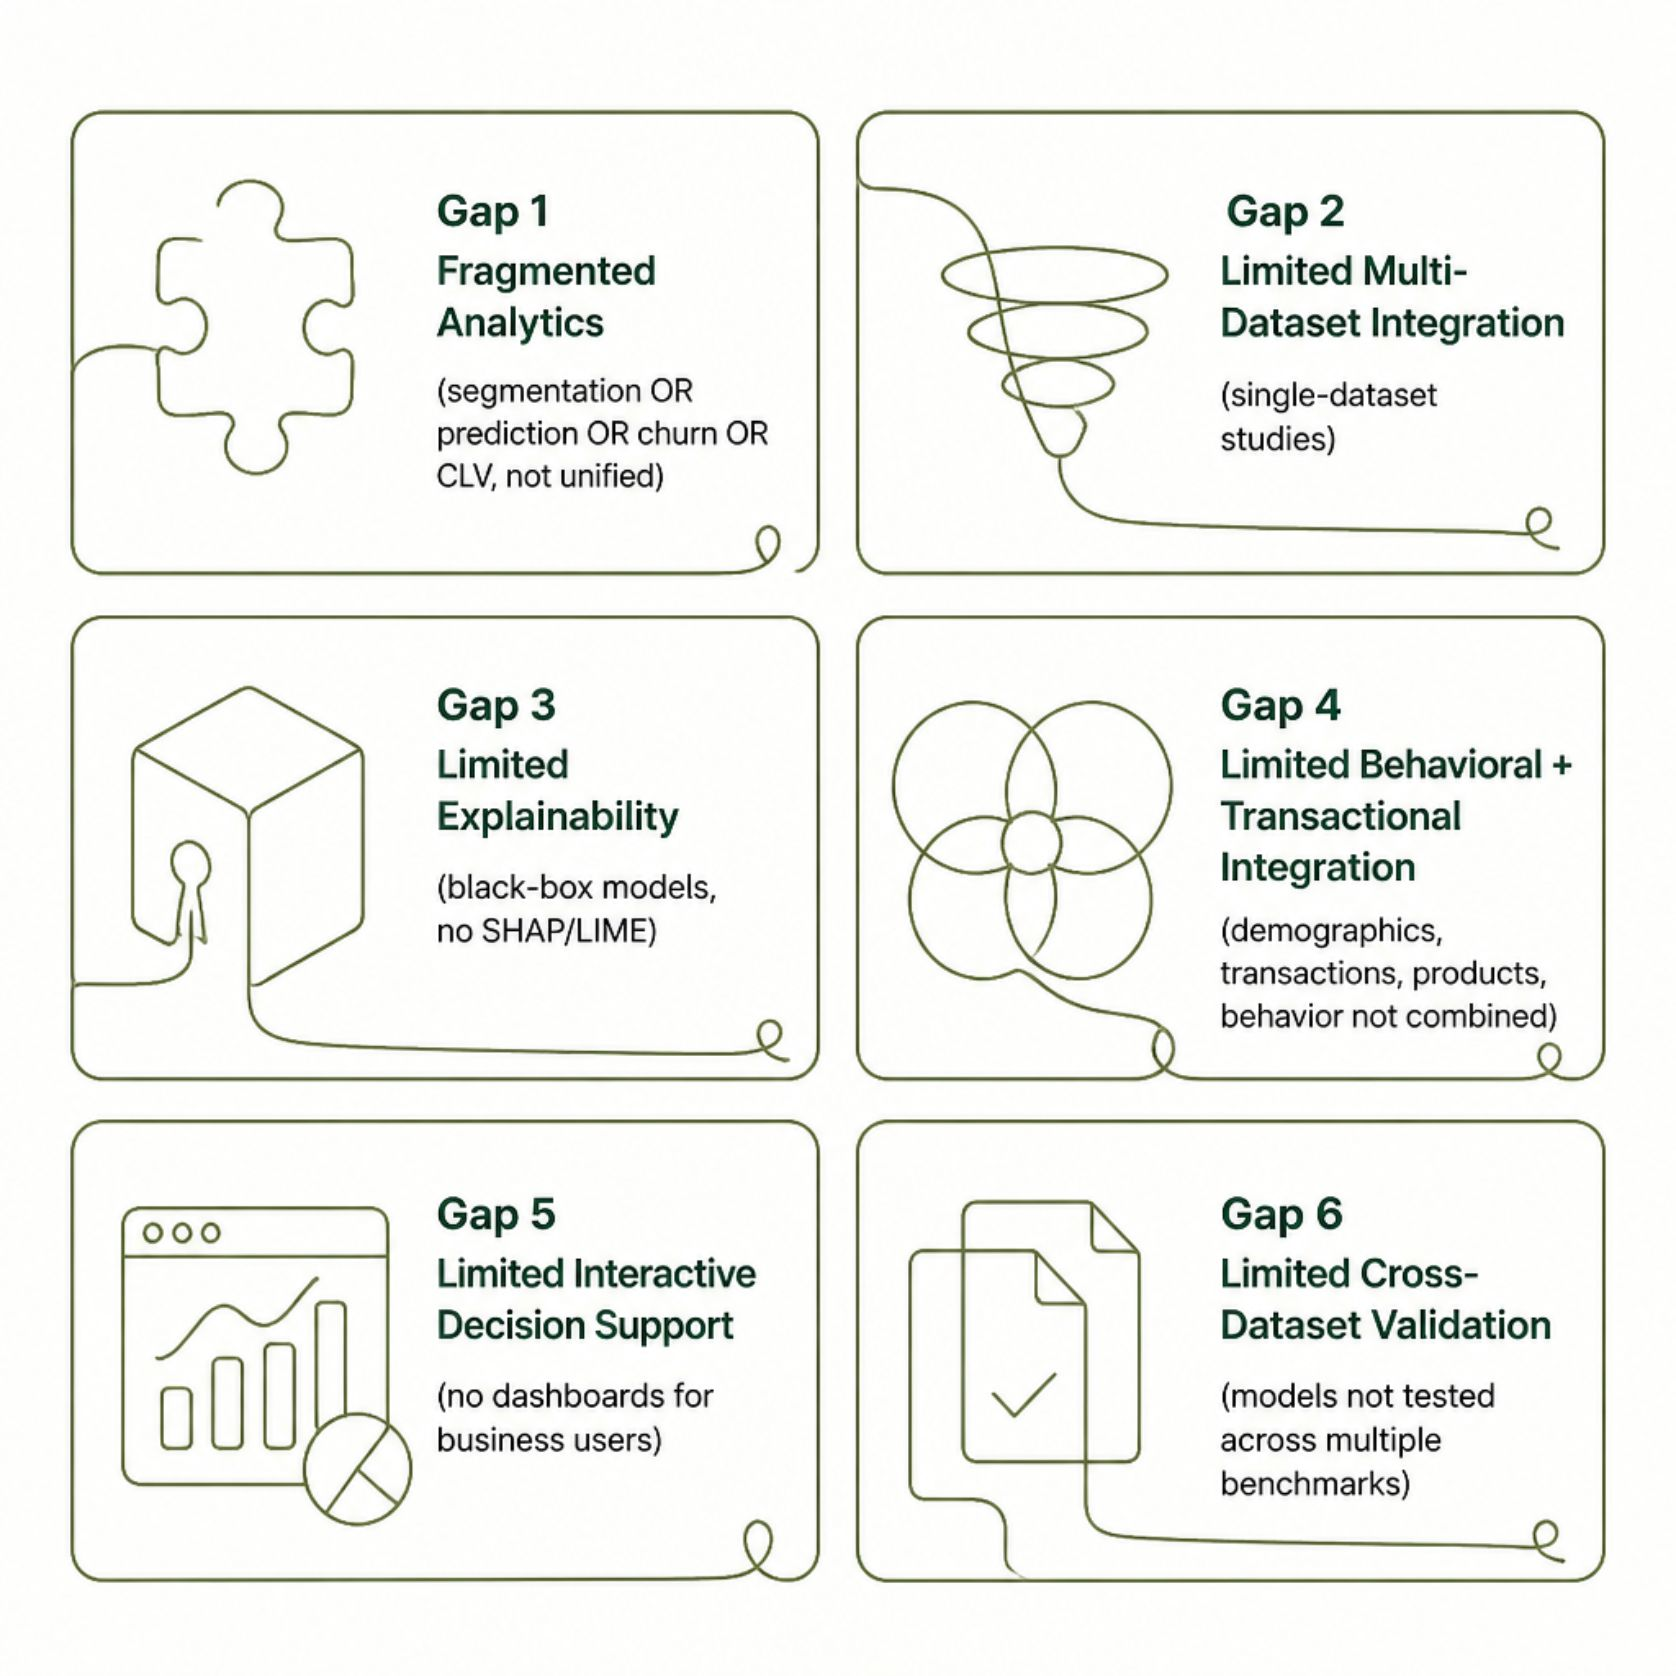 Gap 1
Fragmented
Analytics
(segmentation OR
prediction OR churn OR
CLV, not unified)
Gap 2
Limited Multi-
Dataset Integration
(single-dataset
studies)
Gap 3
Limited
Explainability
(black-box models,
no SHAP/LIME)
Gap 4
Limited Behavioral +
Transactional
Integration
(demographics,
transactions, products,
behavior not combined)
Gap 5
Limited Interactive
Decision Support
(no dashboards for
business users)
Gap 6
Limited Cross-
Dataset Validation
(models not tested
across multiple
benchmarks)